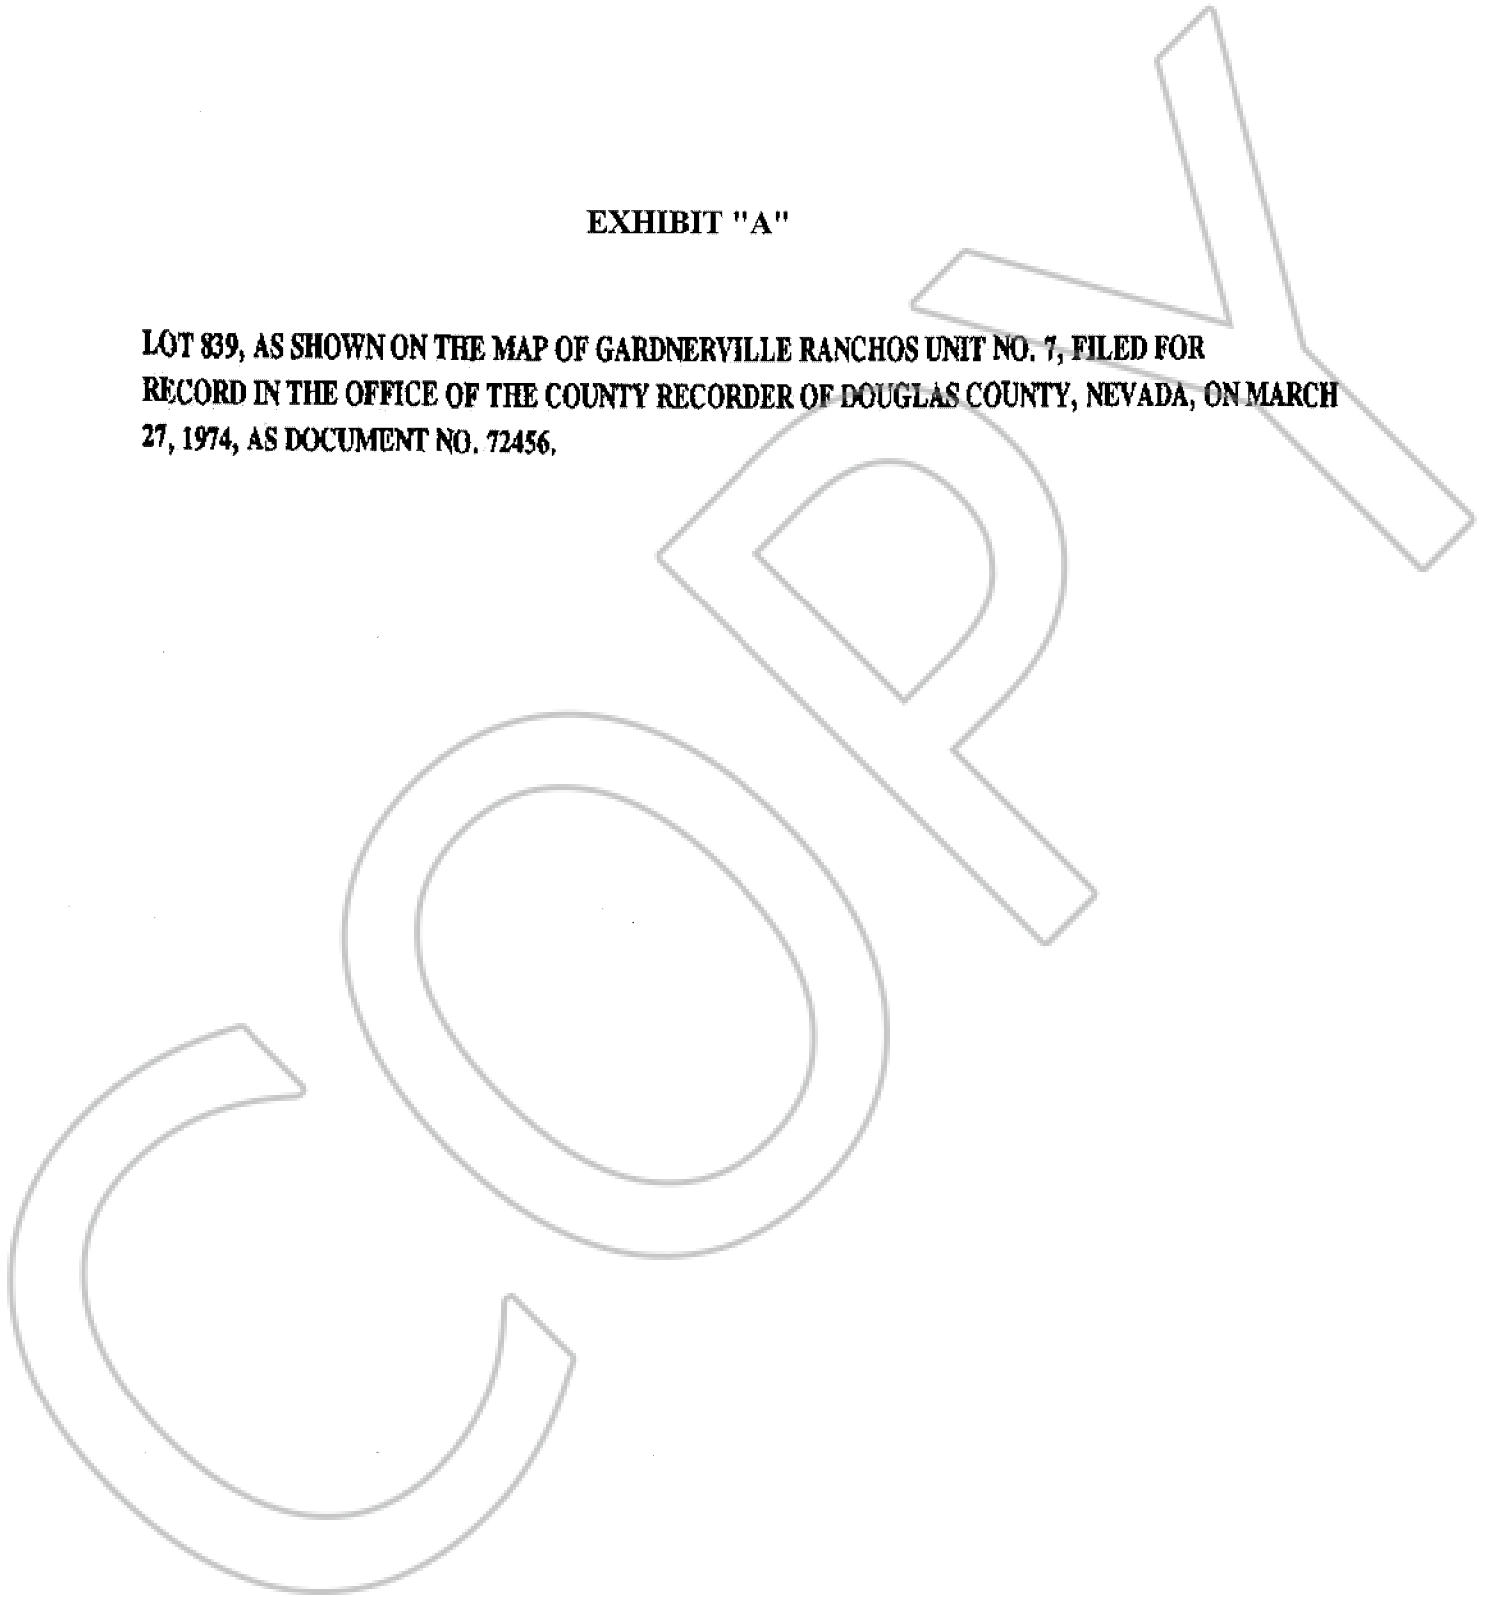 EXHIBIT "A"
LOT 839, AS SHOWN ON THE MAP OF GARDNERVILLE RANCHOS UNIT NO. 7, FILED FOR
RECORD IN THE OFFICE OF THE COUNTY RECORDER OF DOUGLAS COUNTY, NEVADA, ON MARCH
27, 1974, AS DOCUMENT NO. 72456.
COPY